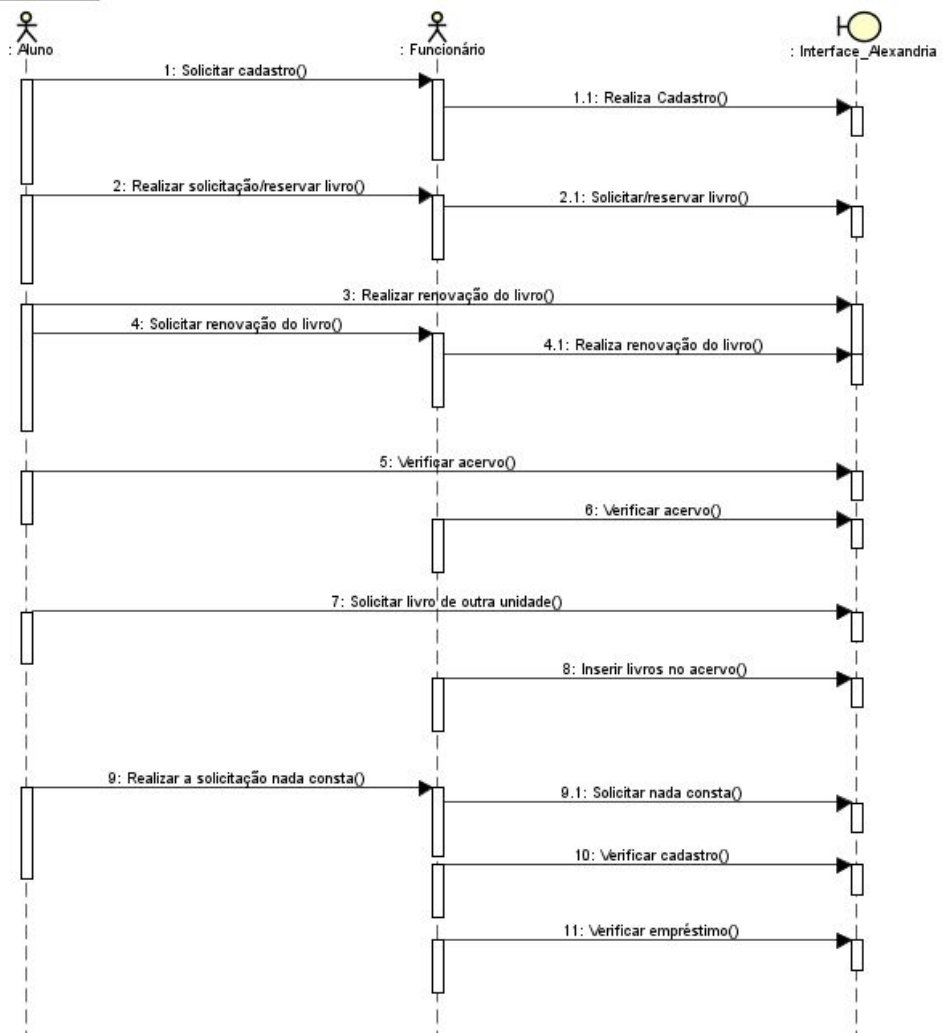 : Aluno
: Funcionário
: Interface_Alexandria
1: Solicitar cadastro()
1.1: Realiza Cadastro()
2: Realizar solicitação/reservar livro()
2.1: Solicitar/reservar livro()
3: Realizar renovação do livro()
4: Solicitar renovação do livro()
4.1: Realiza renovação do livro()
5: Verificar acervo()
6: Verificar acervo()
7: Solicitar livro de outra unidade()
8: Inserir livros no acervo()
9: Realizar a solicitação nada consta()
9.1: Solicitar nada consta()
10: Verificar cadastro()
11: Verificar empréstimo()